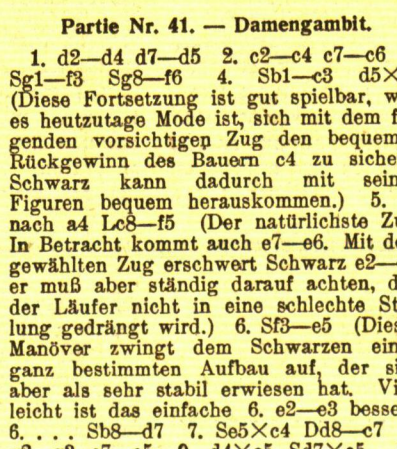 Partie Nr. 41. — Damengambit.
1. d2—d4 d7—d5 2. c2—c4 c7—c6
Sg1—f3 Sg8—f6 4. Sb1—c3 d5×
(Diese Fortsetzung ist gut spielbar, w
es heutzutage Mode ist, sich mit dem f
genden vorsichtigen Zug den bequem
Rückgewinn des Bauern c4 zu siche
Schwarz kann dadurch mit sein
Figuren bequem herauskommen.) 5.
nach a4 Lc8—f5 (Der natürlichste Zu
In Betracht kommt auch e7—e6. Mit de
gewählten Zug erschwert Schwarz e2—
er muß aber ständig darauf achten, d
der Läufer nicht in eine schlechte St
lung gedrängt wird.) 6. Sf3—e5 (Dies
Manöver zwingt dem Schwarzen ein
ganz bestimmten Aufbau auf, der si
aber als sehr stabil erwiesen hat. Vi
leicht ist das einfache 6. e2—e3 besse
6. . . . Sb8—d7 7. Se5×c4 Dd8—c7